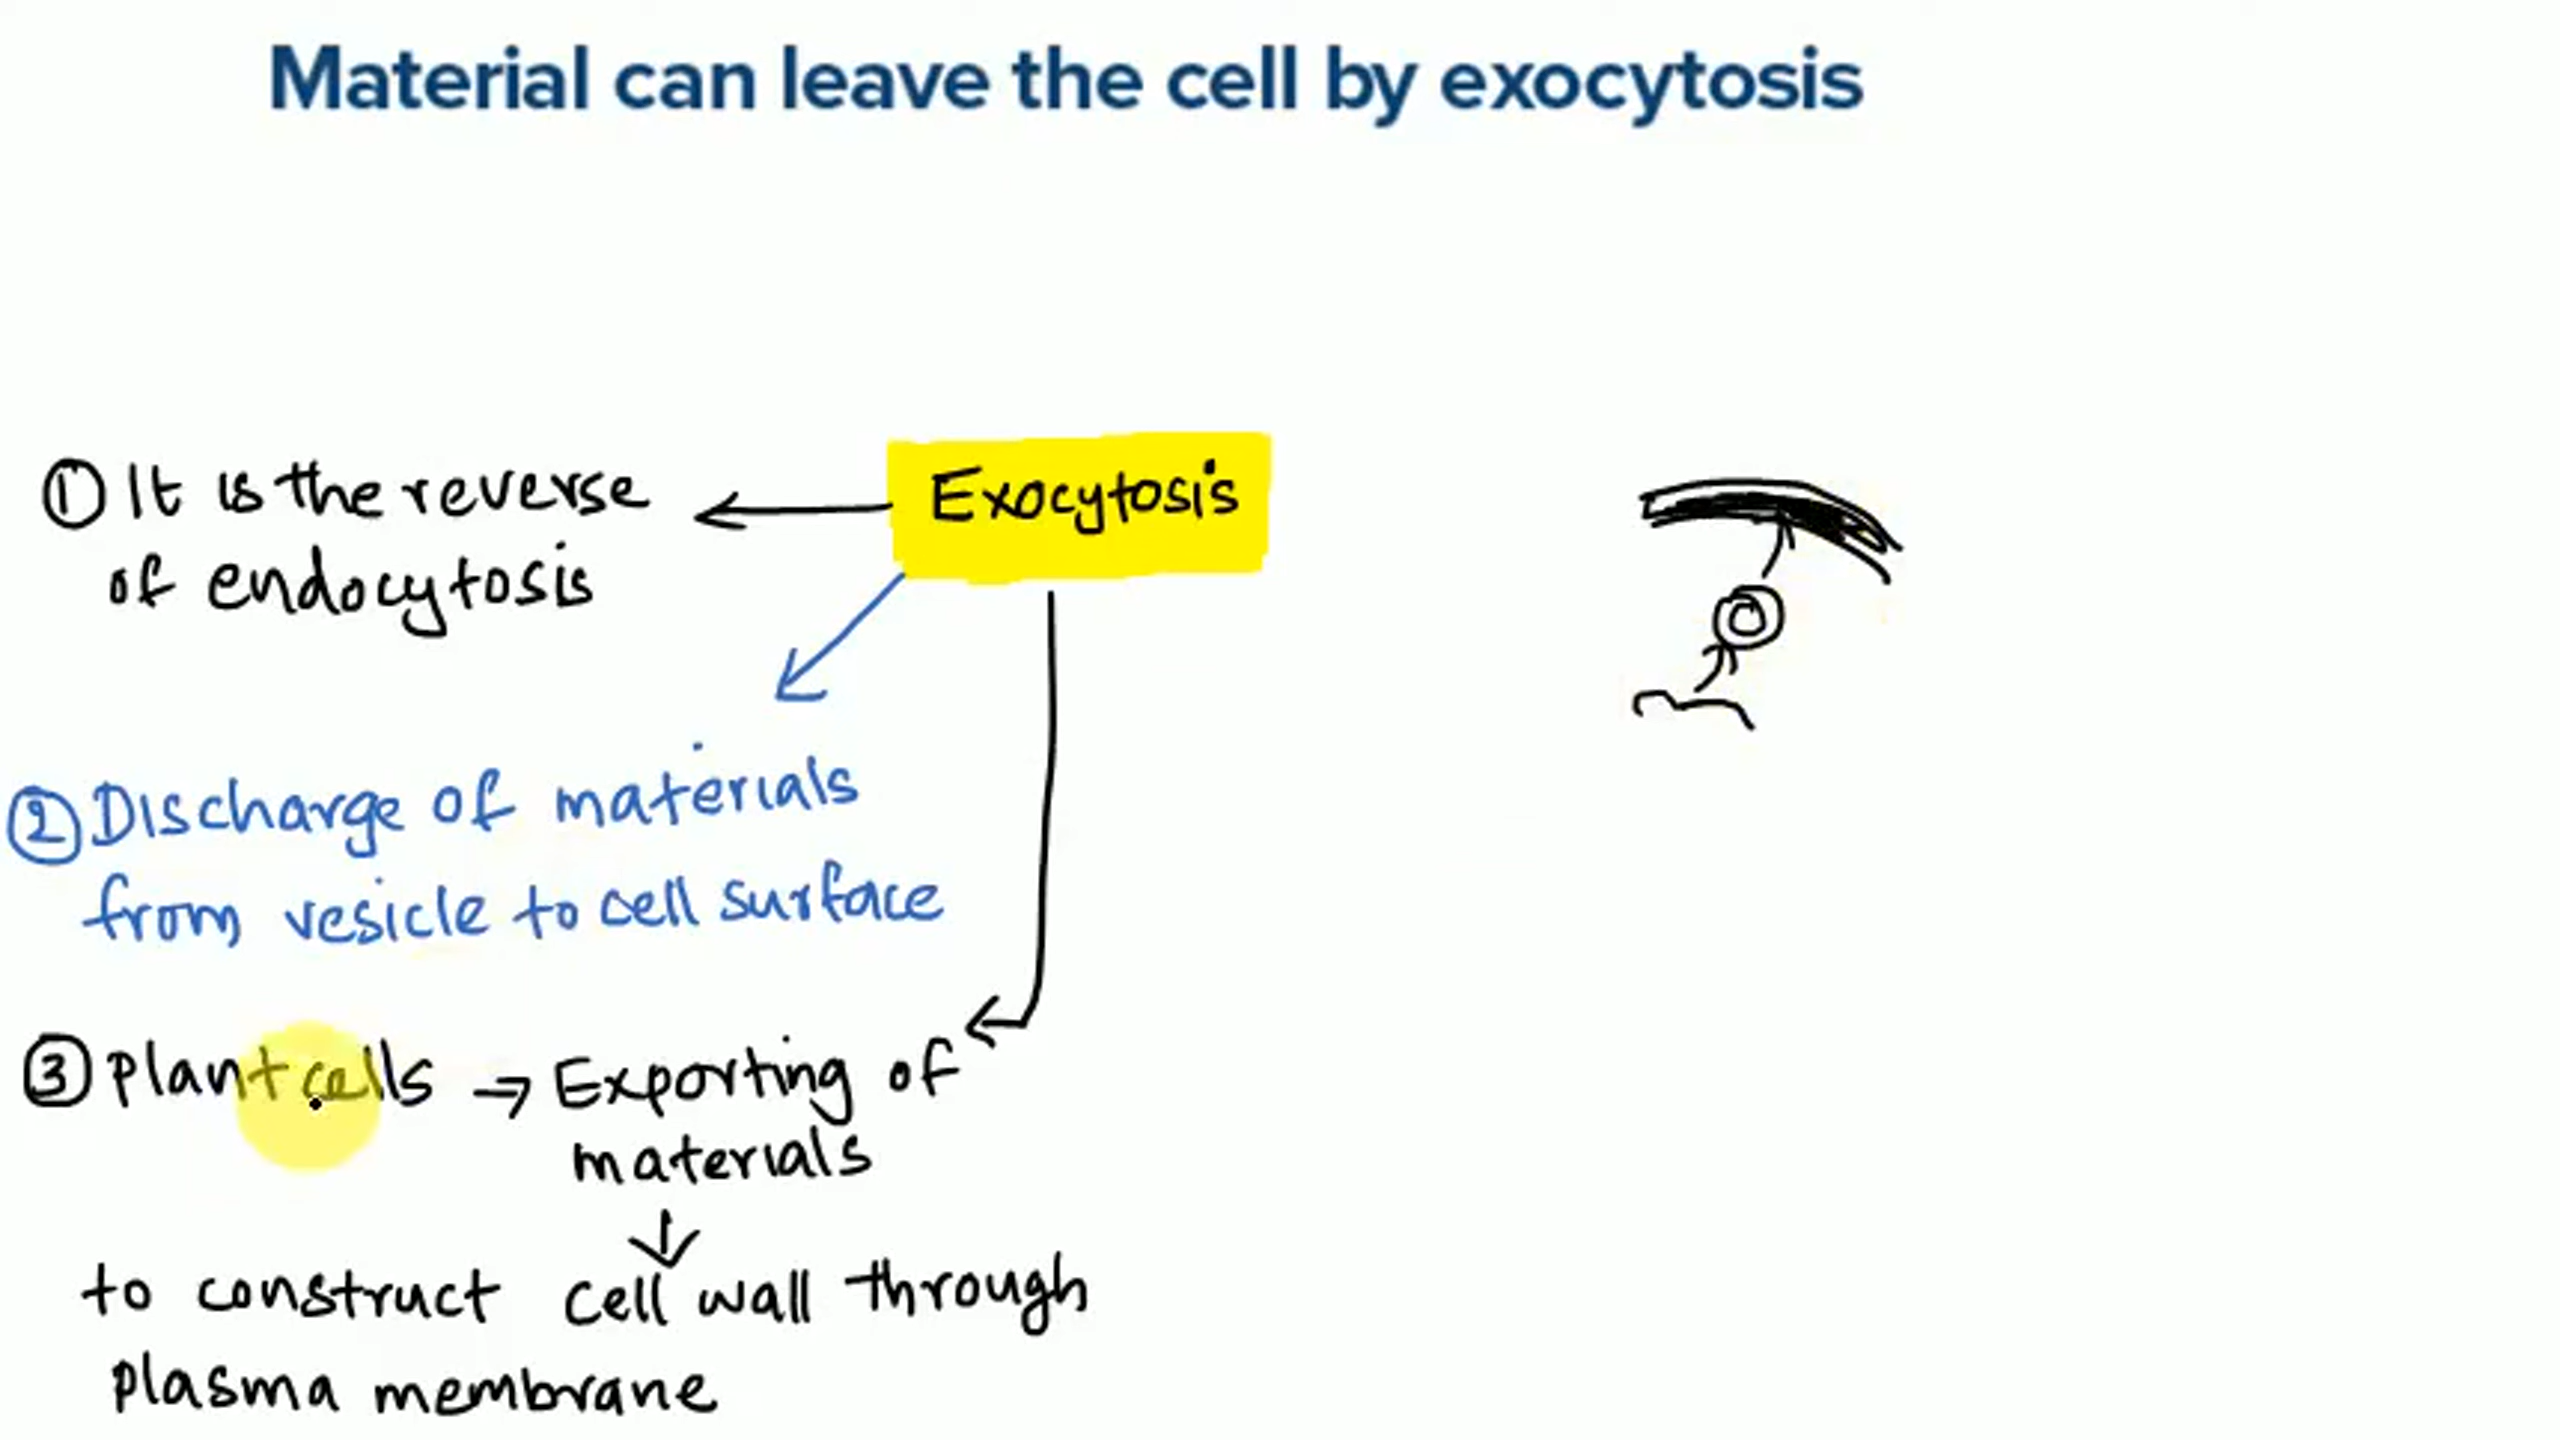 Material can leave the cell by exocytosis
Exocytosis
① It is the reverse
of endocytosis
② Discharge of materials
from vesicle to cell surface
③ Plant cells → Exporting of
materials
↓
to construct cell wall through
plasma membrane